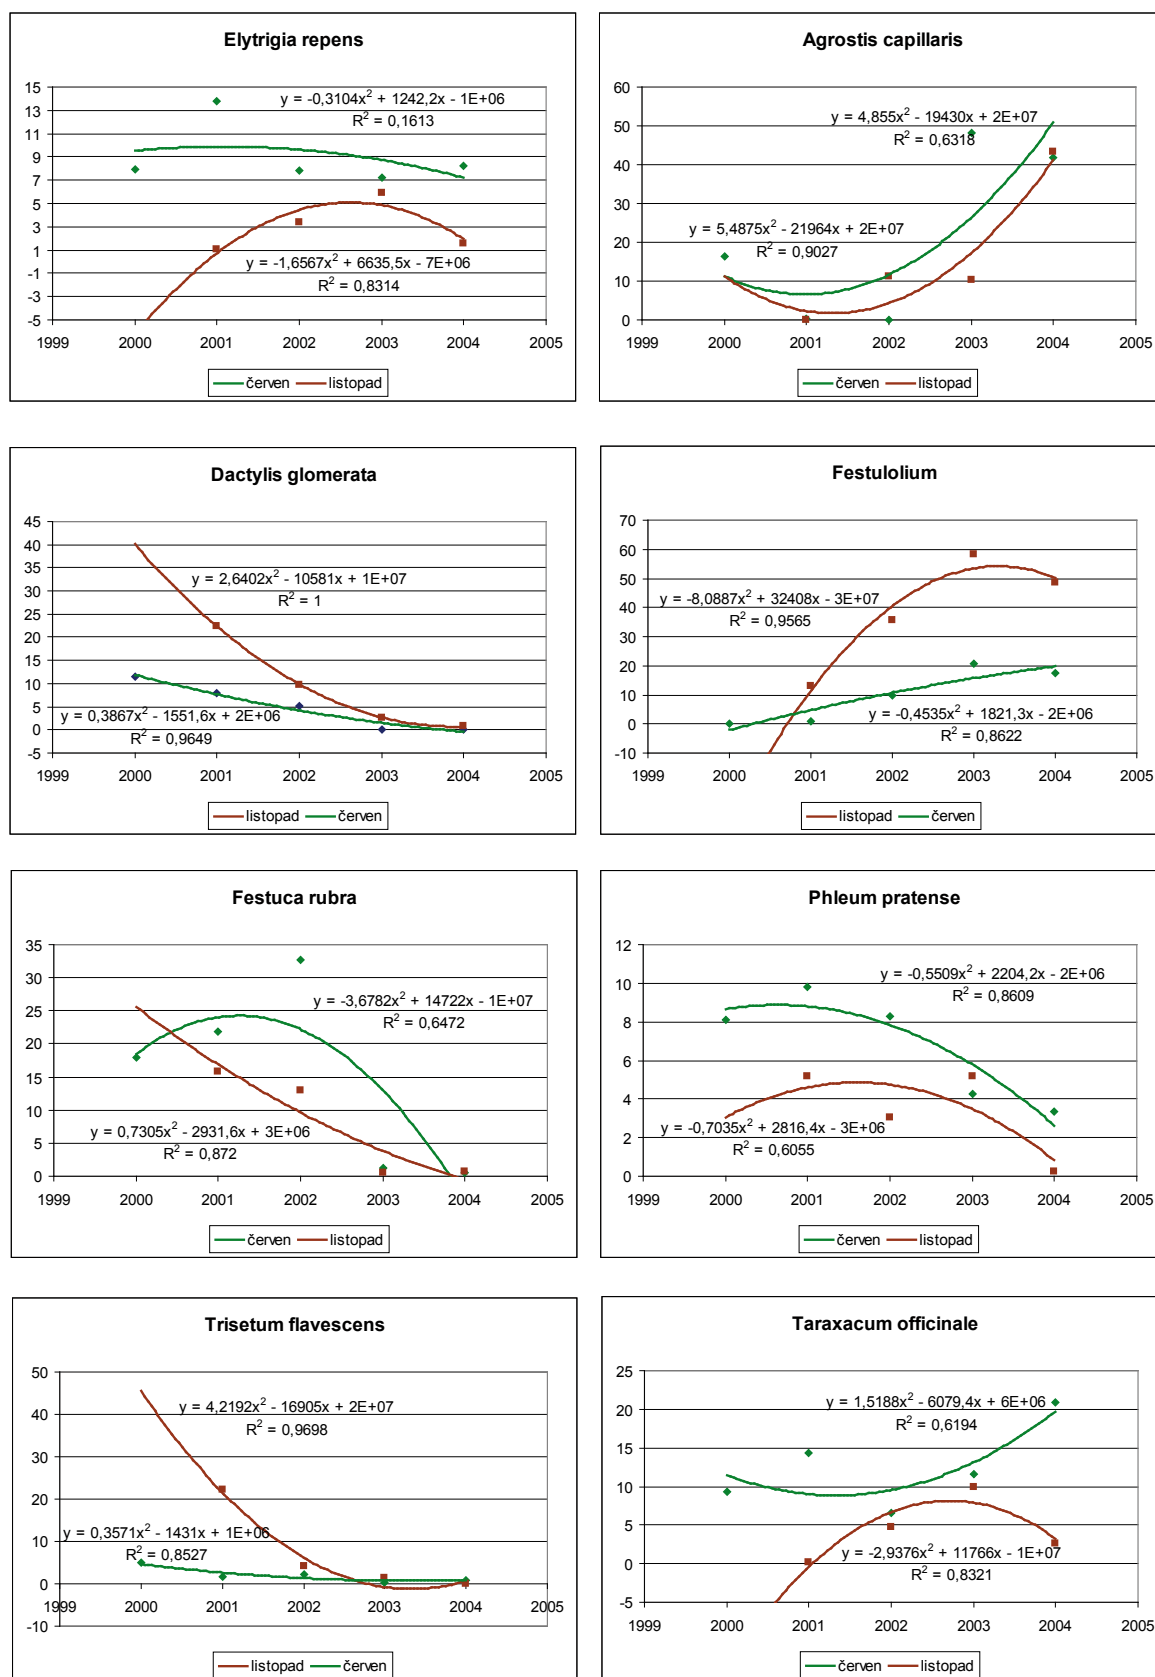 Elytrigia repens
15
13
11
9
7
5
3
1
-1
-3
-5
y = -0,3104x² + 1242,2x - 1E+06
R² = 0,1613
y = -1,6567x² + 6635,5x - 7E+06
R² = 0,8314
1999 2000 2001 2002 2003 2004 2005
červen listopad
Agrostis capillaris
60
50
40
30
20
10
0
y = 4,855x² - 19430x + 2E+07
R² = 0,6318
y = 5,4875x² - 21964x + 2E+07
R² = 0,9027
1999 2000 2001 2002 2003 2004 2005
červen listopad
Dactylis glomerata
45
40
35
30
25
20
15
10
5
0
-5
y = 2,6402x² - 10581x + 1E+07
R² = 1
y = 0,3867x² - 1551,6x + 2E+06
R² = 0,9649
1999 2000 2001 2002 2003 2004 2005
listopad červen
Festulolium
70
60
50
40
30
20
10
0
-10
y = -8,0887x² + 32408x - 3E+07
R² = 0,9565
y = -0,4535x² + 1821,3x - 2E+06
R² = 0,8622
1999 2000 2001 2002 2003 2004 2005
listopad červen
Festuca rubra
35
30
25
20
15
10
5
0
y = -3,6782x² + 14722x - 1E+07
R² = 0,6472
y = 0,7305x² - 2931,6x + 3E+06
R² = 0,872
1999 2000 2001 2002 2003 2004 2005
červen listopad
Phleum pratense
12
10
8
6
4
2
0
y = -0,5509x² + 2204,2x - 2E+06
R² = 0,8609
y = -0,7035x² + 2816,4x - 3E+06
R² = 0,6055
1999 2000 2001 2002 2003 2004 2005
červen listopad
Trisetum flavescens
50
40
30
20
10
0
-10
y = 4,2192x² - 16905x + 2E+07
R² = 0,9698
y = 0,3571x² - 1431x + 1E+06
R² = 0,8527
1999 2000 2001 2002 2003 2004 2005
listopad červen
Taraxacum officinale
25
20
15
10
5
0
-5
y = 1,5188x² - 6079,4x + 6E+06
R² = 0,6194
y = -2,9376x² + 11766x - 1E+07
R² = 0,8321
1999 2000 2001 2002 2003 2004 2005
červen listopad